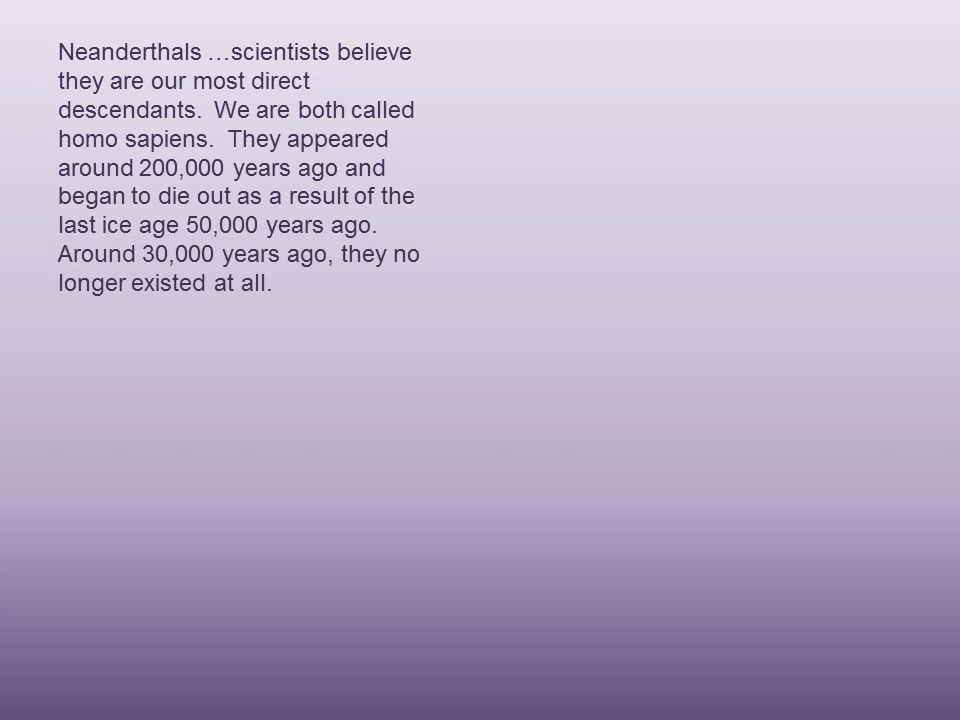 Neanderthals …scientists believe
they are our most direct
descendants.  We are both called
homo sapiens.  They appeared
around 200,000 years ago and
began to die out as a result of the
last ice age 50,000 years ago.
Around 30,000 years ago, they no
longer existed at all.